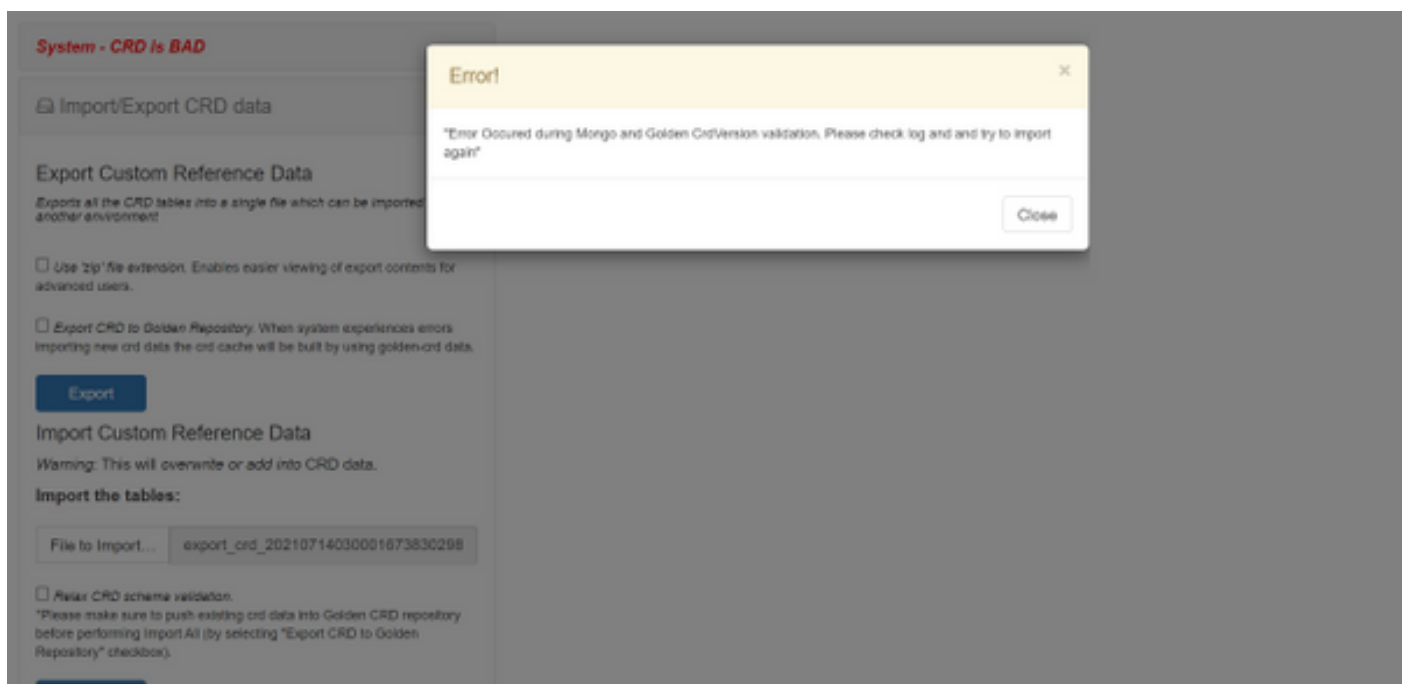 System - CRD is BAD
Import/Export CRD data
Export Custom Reference Data
Exports all the CRD tables into a single file which can be imported
another environment
Use 'zip' file extension. Enables easier viewing of export contents for
advanced users.
Export CRD to Golden Repository. When system experiences errors
importing new crd data the crd cache will be built by using golden-crd data.
Export
Import Custom Reference Data
Warning: This will overwrite or add into CRD data.
Import the tables:
File to Import... export_crd_20210714030001673830298
Relax CRD schema validation.
"Please make sure to push existing crd data into Golden CRD repository
before performing Import All (by selecting "Export CRD to Golden
Repository" checkbox).
Error!
×
"Error Occured during Mongo and Golden CrdVersion validation. Please check log and and try to import
again"
Close